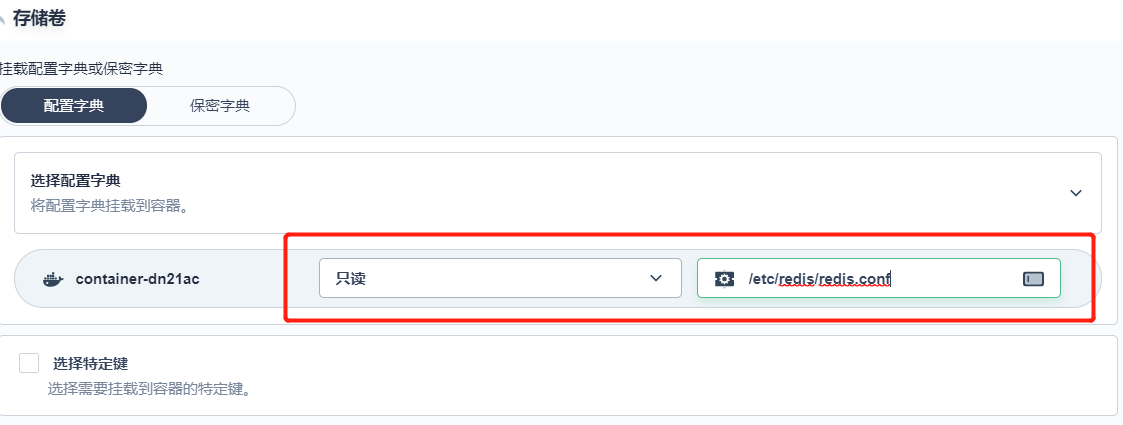 存储卷
挂载配置字典或保密字典
配置字典 保密字典
选择配置字典
将配置字典挂载到容器。
container-dn21ac 只读 /etc/redis/redis.conf
选择特定键
选择需要挂载到容器的特定键。